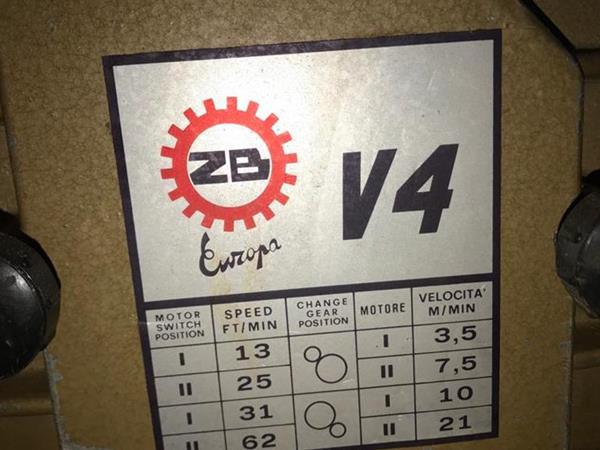 ZB
Europa
V4
MOTOR SWITCH POSITION SPEED FT/MIN CHANGE GEAR POSITION MOTORE VELOCITA' M/MIN
I 13 I 3,5
II 25 II 7,5
I 31 I 10
II 62 II 21